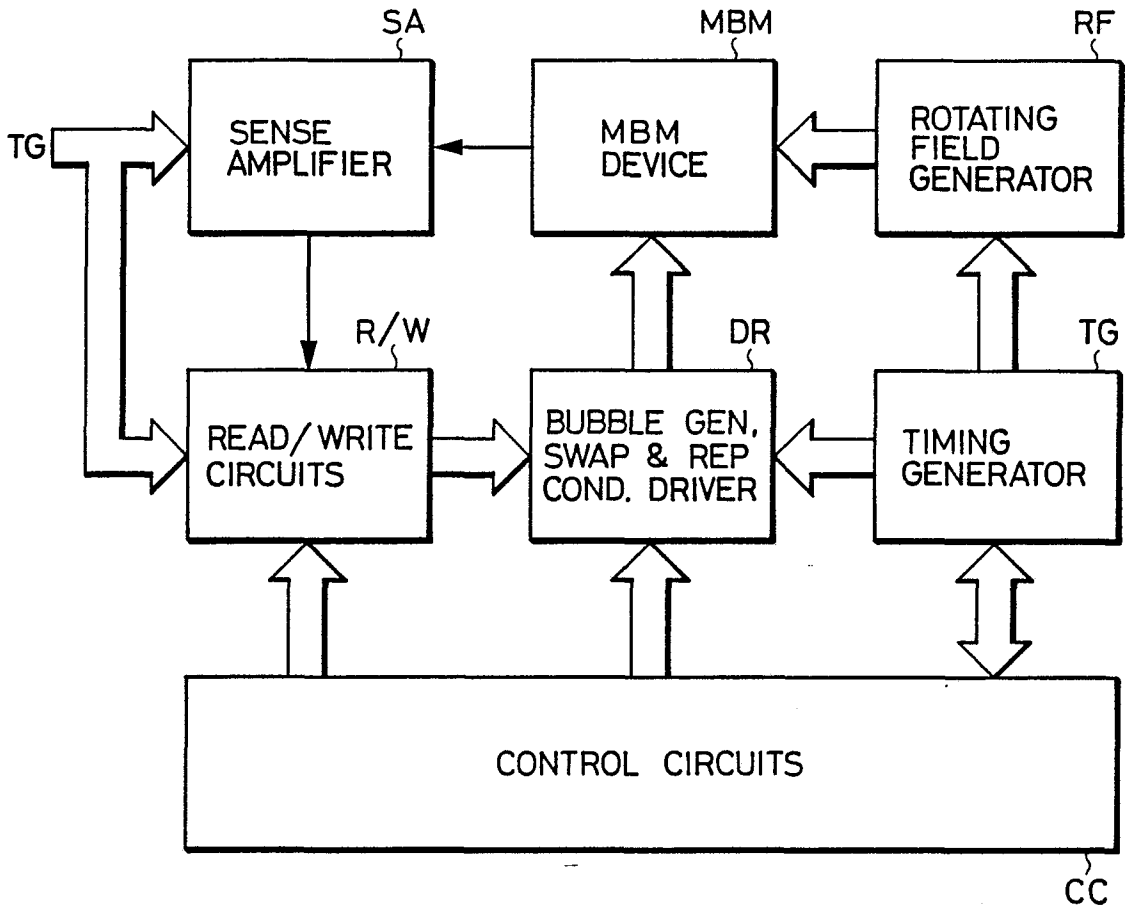 SA
MBM
RF
TG
SENSE
AMPLIFIER
MBM
DEVICE
ROTATING
FIELD
GENERATOR
R/W
DR
TG
READ/WRITE
CIRCUITS
BUBBLE GEN,
SWAP & REP
COND. DRIVER
TIMING
GENERATOR
CONTROL CIRCUITS
CC